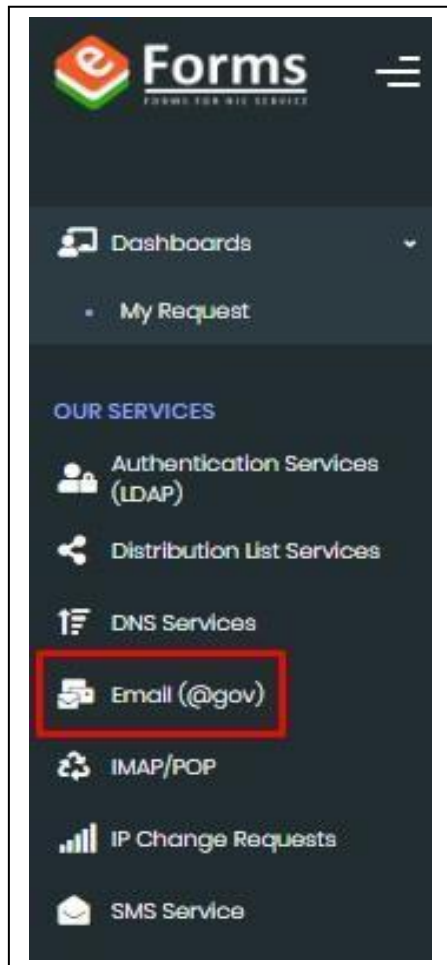 e Forms
FORMS FOR NIC SERVICE
Dashboards
My Request
OUR SERVICES
Authentication Services
(LDAP)
Distribution List Services
DNS Services
Email (@gov)
IMAP/POP
IP Change Requests
SMS Service